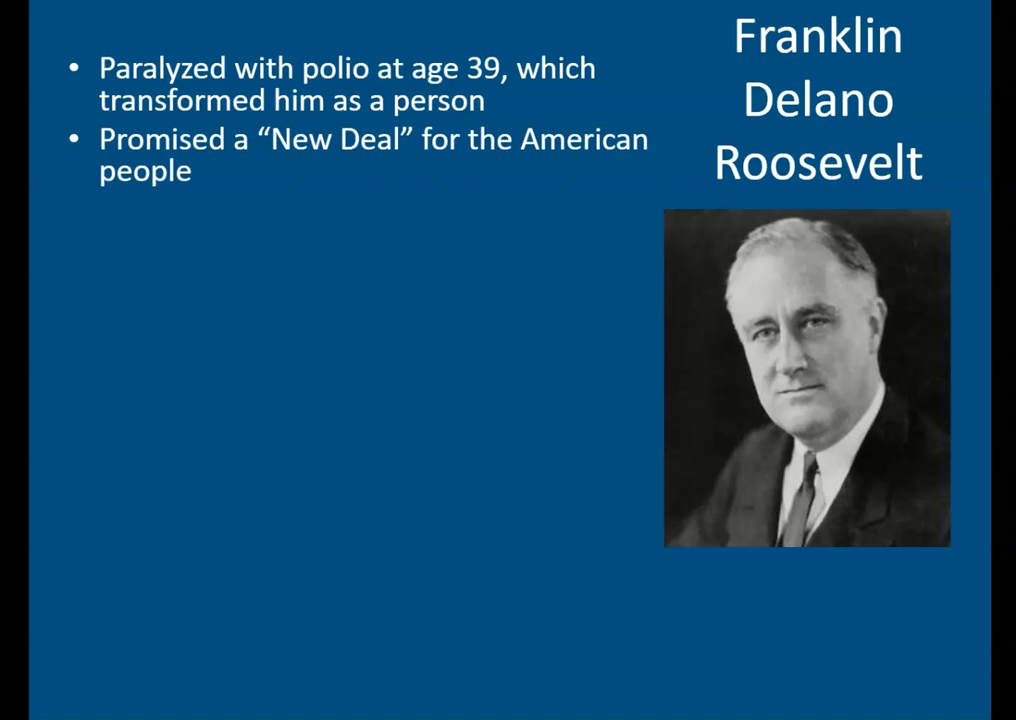 Franklin
Delano
Roosevelt
• Paralyzed with polio at age 39, which
transformed him as a person
• Promised a “New Deal” for the American
people